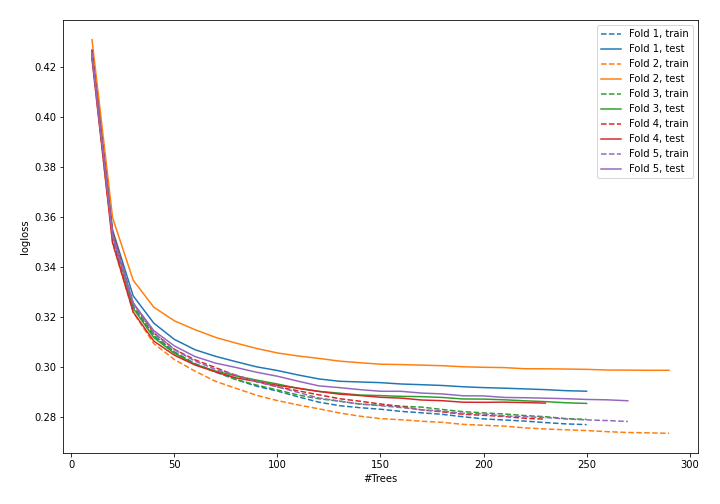 0.42
0.40
0.38
0.36
0.34
0.32
0.30
0.28
logloss
0
50
100
150
200
250
300
#Trees
Fold 1, train
Fold 1, test
Fold 2, train
Fold 2, test
Fold 3, train
Fold 3, test
Fold 4, train
Fold 4, test
Fold 5, train
Fold 5, test